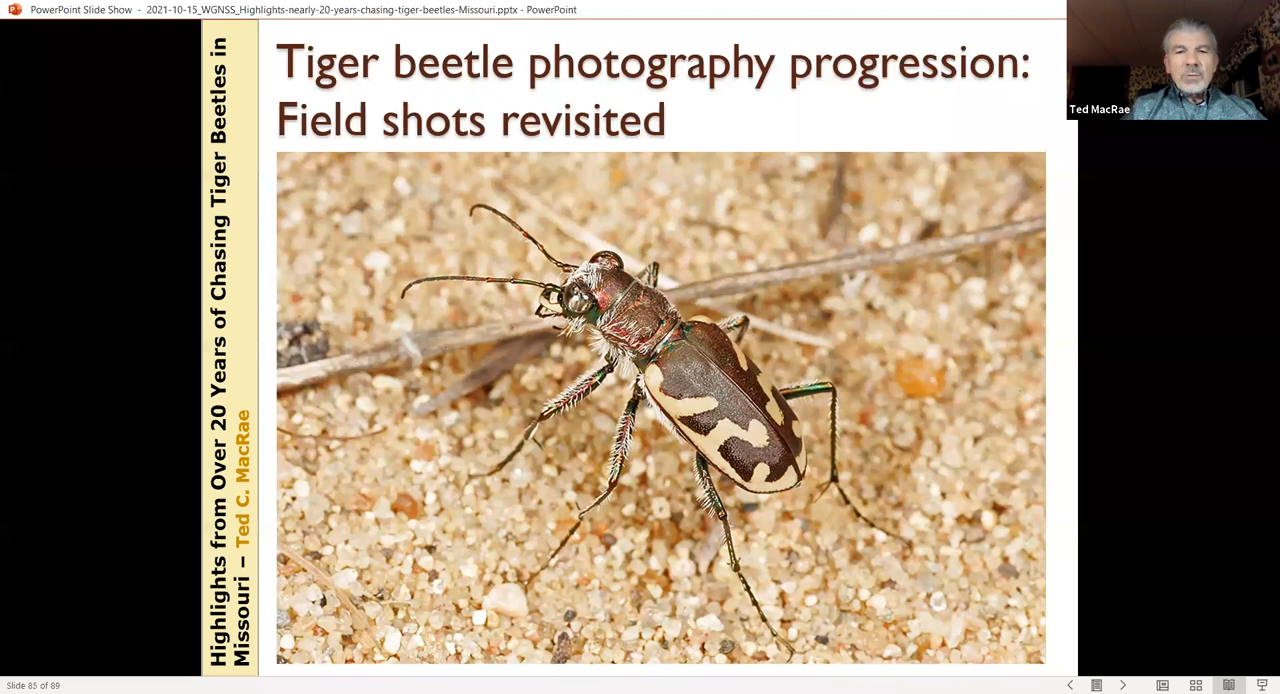 PowerPoint Slide Show - 2021-10-15_WGNSS_Highlights-nearly-20-years-chasing-tiger-beetles-Missouri.pptx - PowerPoint
Highlights from Over 20 Years of Chasing Tiger Beetles in
Missouri – Ted C. MacRae
Tiger beetle photography progression:
Field shots revisited
Ted MacRae
Slide 85 of 89